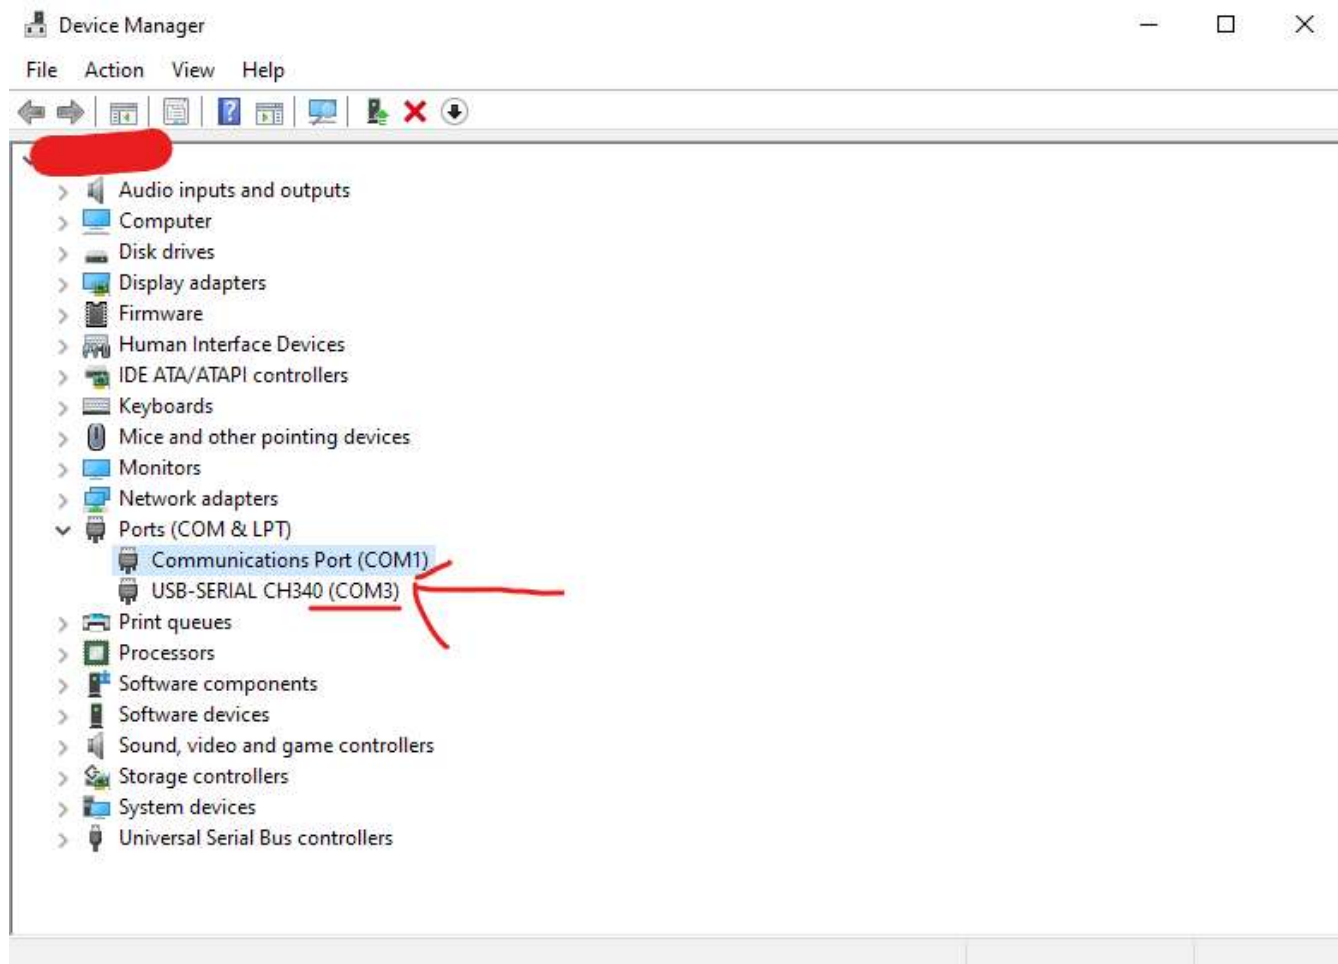 Device Manager
File Action View Help
Audio inputs and outputs
Computer
Disk drives
Display adapters
Firmware
Human Interface Devices
IDE ATA/ATAPI controllers
Keyboards
Mice and other pointing devices
Monitors
Network adapters
Ports (COM & LPT)
Communications Port (COM1)
USB-SERIAL CH340 (COM3)
Print queues
Processors
Software components
Software devices
Sound, video and game controllers
Storage controllers
System devices
Universal Serial Bus controllers